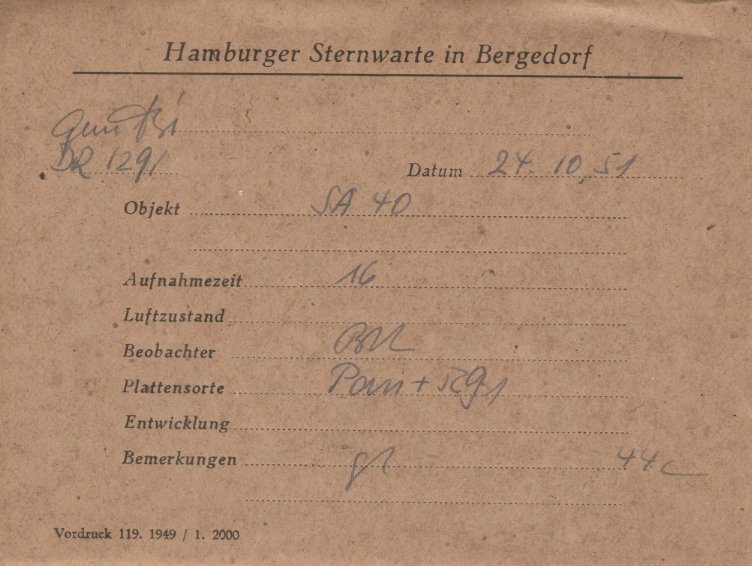 Hamburger Sternwarte in Bergedorf
DR 1291
Datum 24. 10, 51
Objekt SA 40
Aufnahmezeit 16
Luftzustand
Beobachter
Plattensorte Pan +
Entwicklung
Bemerkungen
Vordruck 119. 1949 / 1. 2000